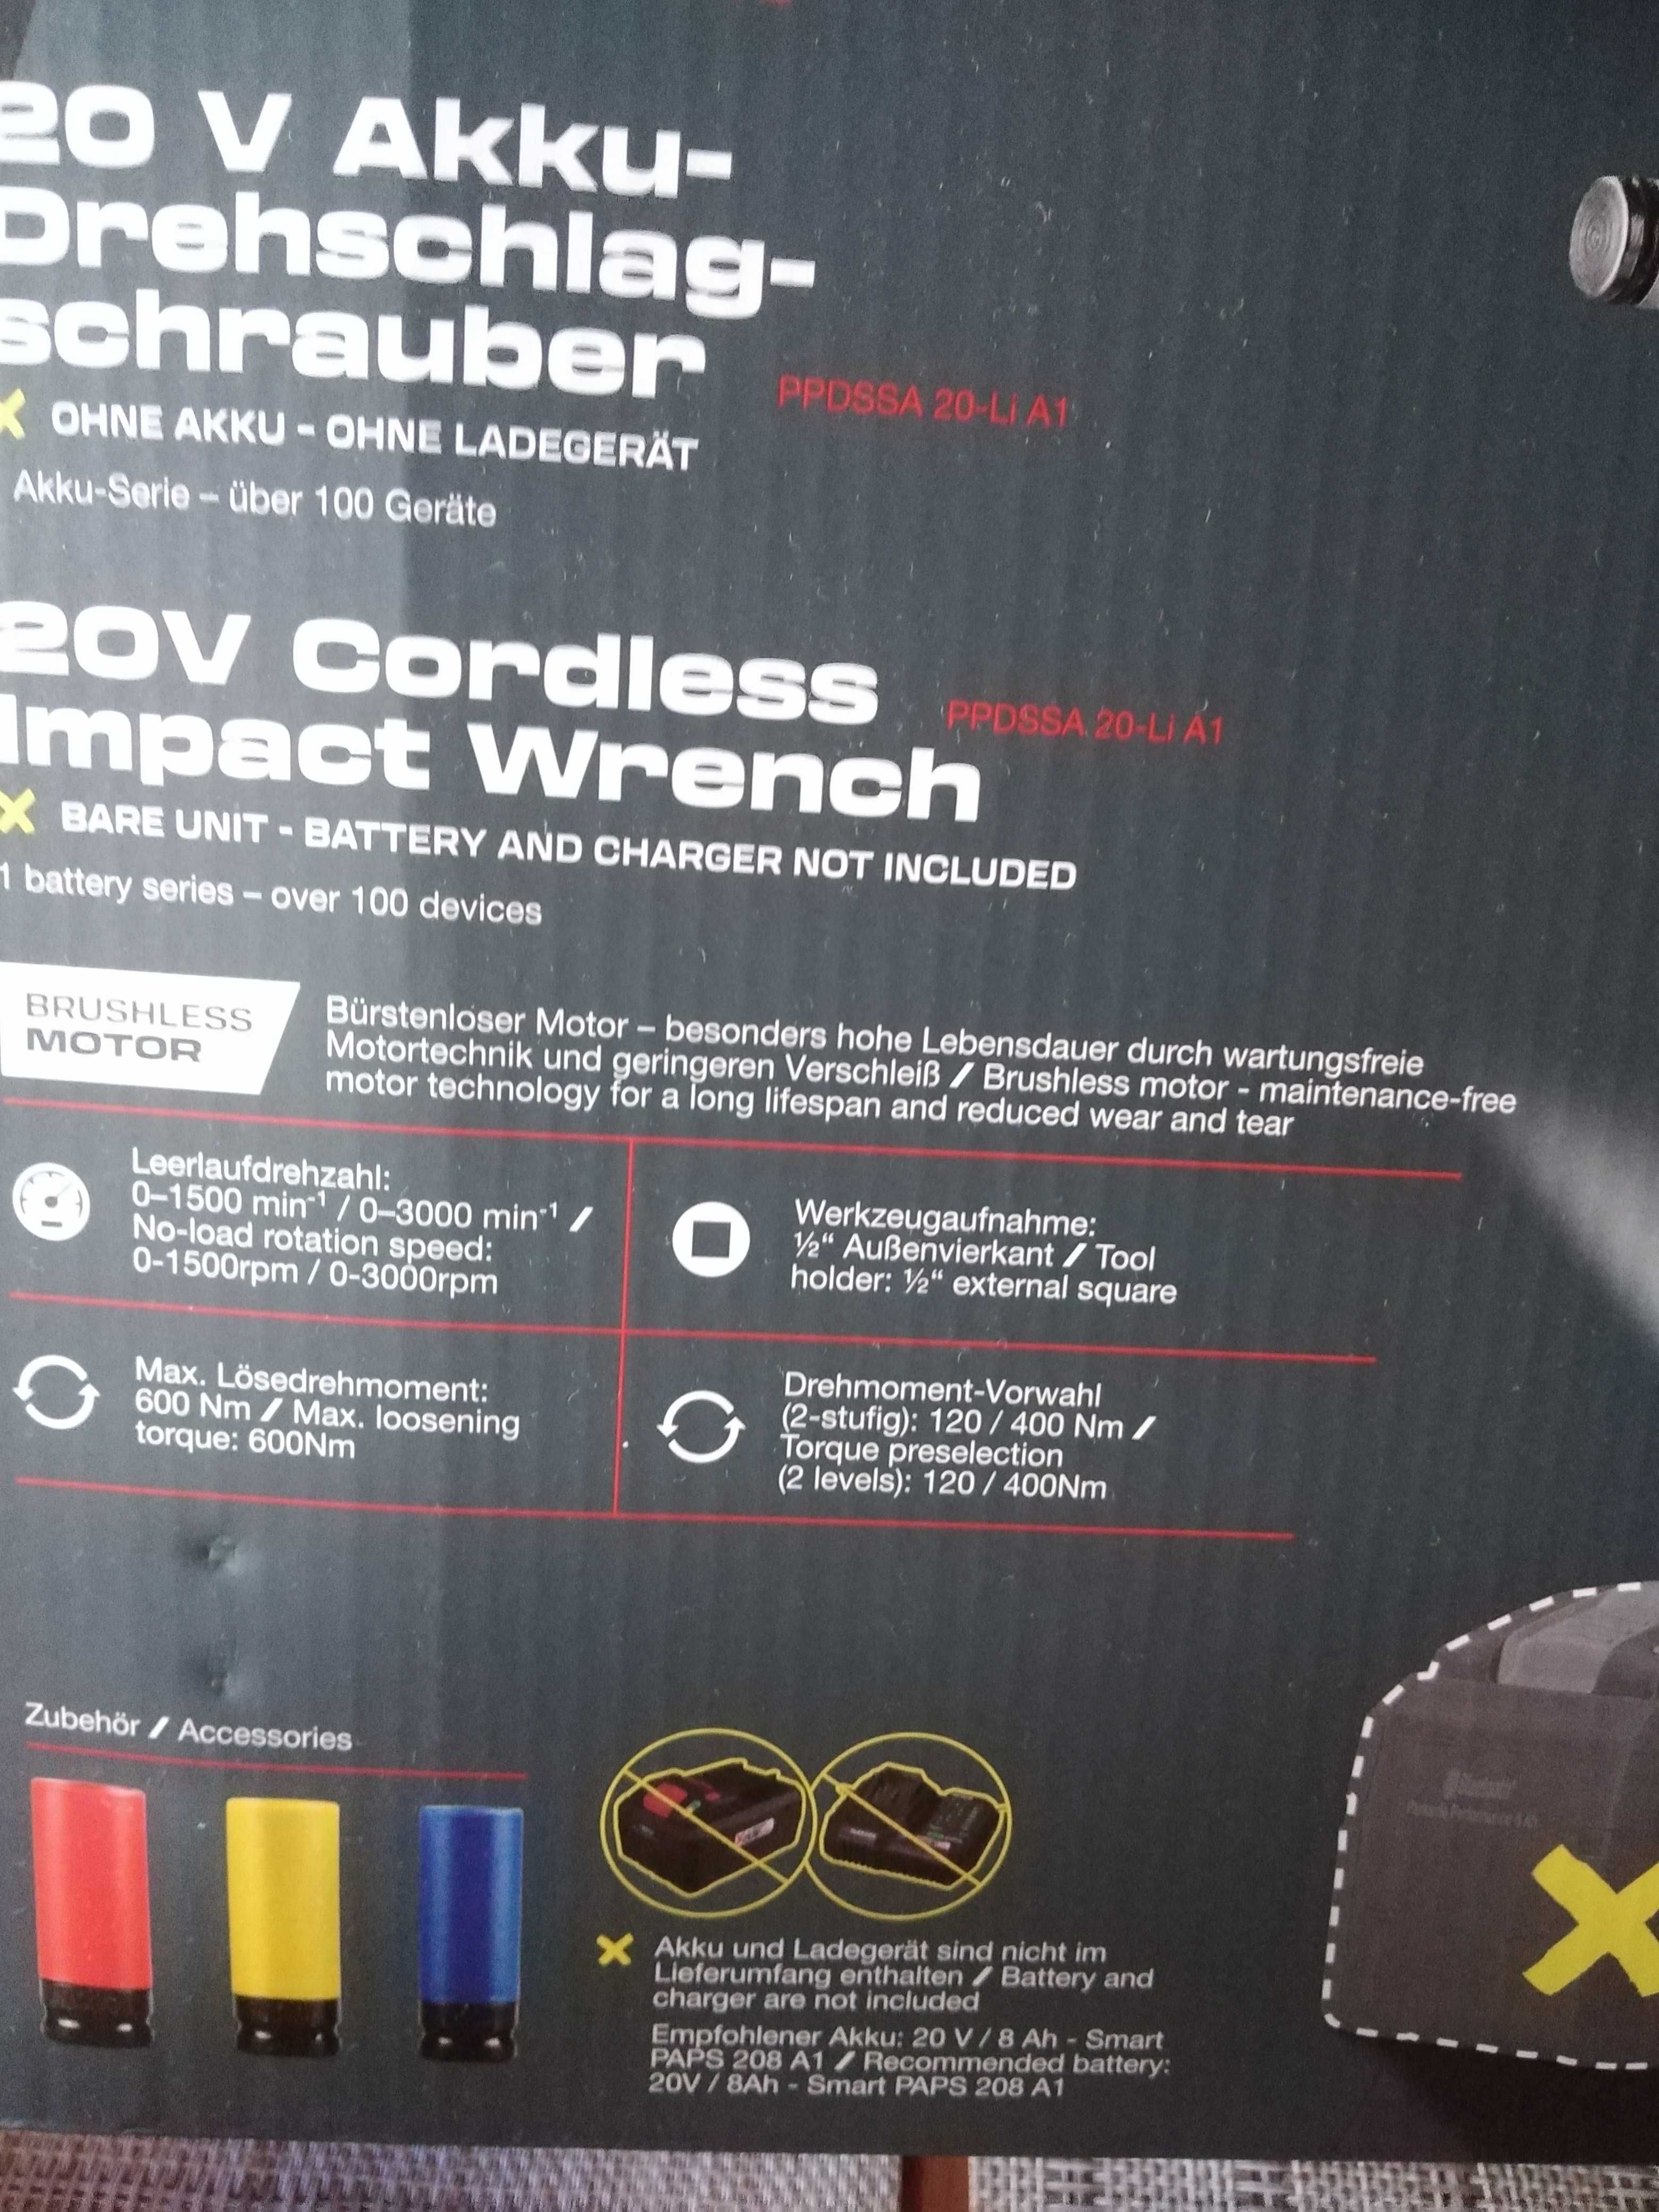 20 V Akku-
Drehschlag-
schrauber
PPDSSA 20-Li A1
OHNE AKKU - OHNE LADEGERÄT
Akku-Serie – über 100 Geräte
20V Cordless
Impact Wrench
PPDSSA 20-Li A1
BARE UNIT - BATTERY AND CHARGER NOT INCLUDED
1 battery series – over 100 devices
BRUSHLESS
MOTOR
Bürstenloser Motor – besonders hohe Lebensdauer durch wartungsfreie
Motortechnik und geringeren Verschleiß / Brushless motor - maintenance-free
motor technology for a long lifespan and reduced wear and tear
Leerlaufdrehzahl:
0–1500 min⁻¹ / 0–3000 min⁻¹ /
No-load rotation speed:
0-1500rpm / 0-3000rpm
Werkzeugaufnahme:
½“ Außenvierkant / Tool
holder: ½“ external square
Max. Lösedrehmoment:
600 Nm / Max. loosening
torque: 600Nm
Drehmoment-Vorwahl
(2-stufig): 120 / 400 Nm /
Torque preselection
(2 levels): 120 / 400Nm
Zubehör / Accessories
Akku und Ladegerät sind nicht im
Lieferumfang enthalten / Battery and
charger are not included
Empfohlener Akku: 20 V / 8 Ah - Smart
PAPS 208 A1 / Recommended battery:
20V / 8Ah - Smart PAPS 208 A1